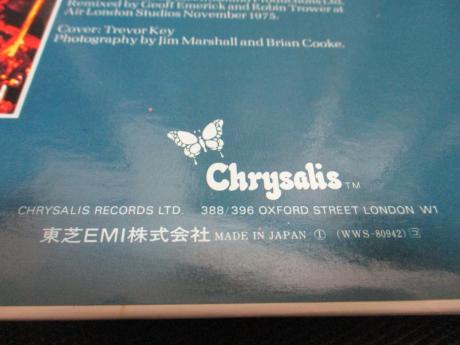 Remixed by Geoff Emerick and Robin Trower at
Air London Studios November 1975.
Cover: Trevor Key
Photography by Jim Marshall and Brian Cooke.
Chrysalis TM
CHRYSALIS RECORDS LTD. 388/396 OXFORD STREET LONDON W1
東芝EMI株式会社 MADE IN JAPAN ① (WWS-80942) コ